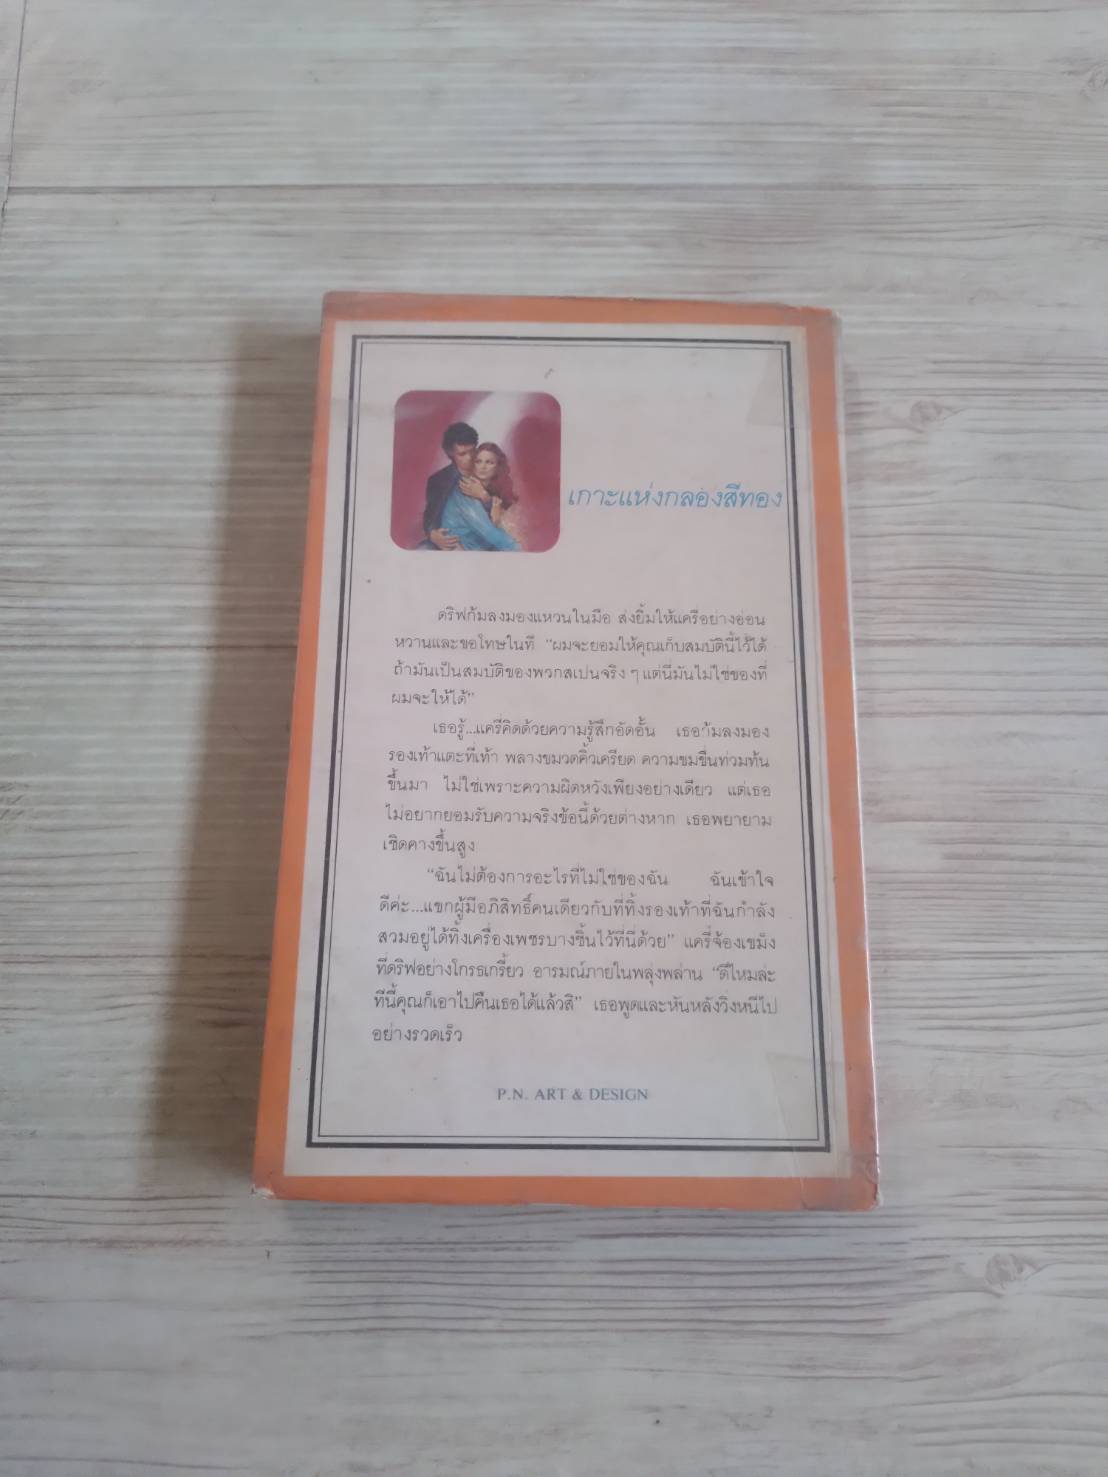 เกาะแห่งกลองสีทอง
ดริฟก้มลงมองแหวนในมือ ส่งยิ้มให้แครี่อย่างอ่อน
หวานและขอโทษในที “ผมจะยอมให้คุณเก็บสมบัตินี้ไว้ได้
ถ้ามันเป็นสมบัติของพวกสเปนจริง ๆ แต่นี่มันไม่ใช่ของที่
ผมจะให้ได้”
เธอรู้...แครี่คิดด้วยความรู้สึกอัดอั้น เธอก้มลงมอง
รองเท้าแตะที่เท้า พลางขมวดคิ้วเครียด ความขมขื่นท่วมท้น
ขึ้นมา ไม่ใช่เพราะความผิดหวังเพียงอย่างเดียว แต่เธอ
ไม่อยากยอมรับความจริงข้อนี้ด้วยต่างหาก เธอพยายาม
เชิดคางขึ้นสูง
“ฉันไม่ต้องการอะไรที่ไม่ใช่ของฉัน ฉันเข้าใจ
ดีค่ะ...แขกผู้มีอภิสิทธิ์คนเดียวกับที่ทิ้งรองเท้าที่ฉันกำลัง
สวมอยู่ได้ทิ้งเครื่องเพชรบางชิ้นไว้ที่นี่ด้วย” แครี่จ้องเขม็ง
ที่ดริฟอย่างโกรธเกรี้ยว อารมณ์ภายในพลุ่งพล่าน “ดีไหมล่ะ
ทีนี้คุณก็เอาไปคืนเธอได้แล้วสิ” เธอพูดและหันหลังวิ่งหนีไป
อย่างรวดเร็ว
P.N. ART & DESIGN